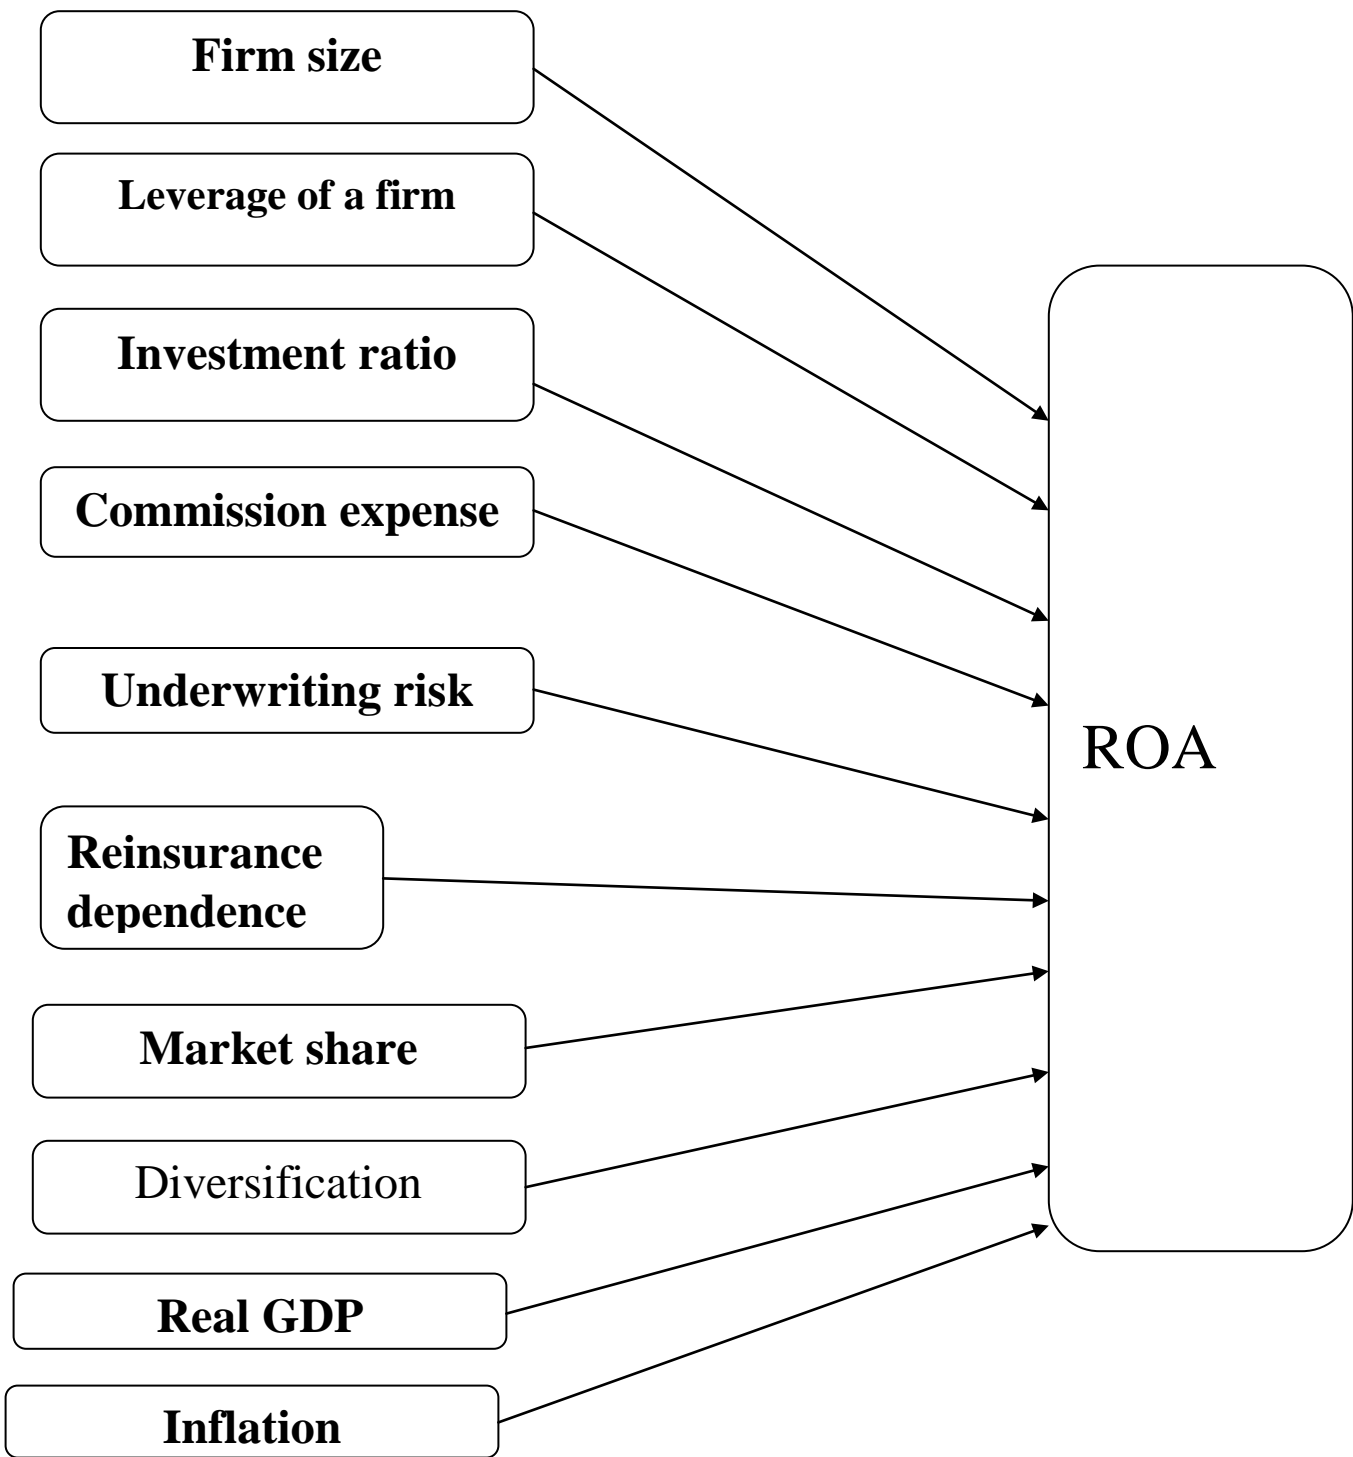 Firm size
Leverage of a firm
Investment ratio
Commission expense
Underwriting risk
ROA
Reinsurance
dependence
Market share
Diversification
Real GDP
Inflation